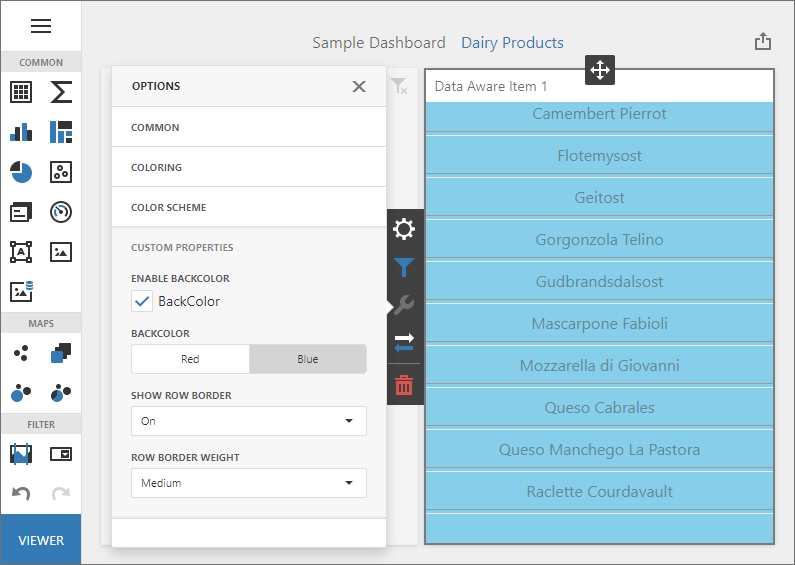 Sample Dashboard Dairy Products
COMMON
A
MAPS
FILTER
VIEWER
OPTIONS
COMMON
COLORING
COLOR SCHEME
CUSTOM PROPERTIES
ENABLE BACKCOLOR
BackColor
BACKCOLOR
Red Blue
SHOW ROW BORDER
On
ROW BORDER WEIGHT
Medium
Data Aware Item 1
Camembert Pierrot
Flotemysost
Geitost
Gorgonzola Telino
Gudbrandsdalsost
Mascarpone Fabioli
Mozzarella di Giovanni
Queso Cabrales
Queso Manchego La Pastora
Raclette Courdavault